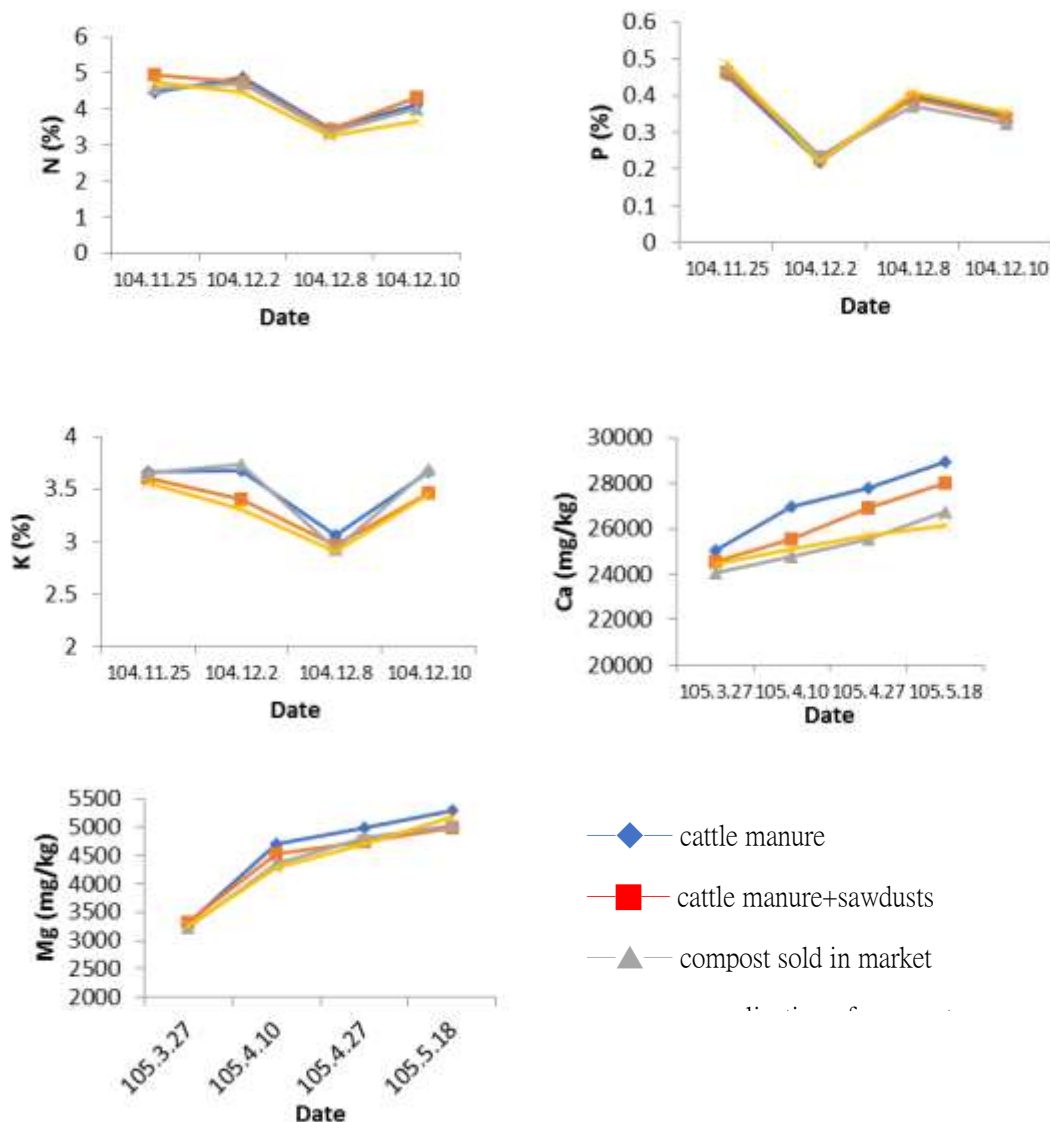 6
5
4
3
2
1
0
N (%)
104.11.25 104.12.2 104.12.8 104.12.10
Date
0.6
0.5
0.4
0.3
0.2
0.1
0
P (%)
104.11.25 104.12.2 104.12.8 104.12.10
Date
4
3.5
3
2.5
2
K (%)
104.11.25 104.12.2 104.12.8 104.12.10
Date
30000
28000
26000
24000
22000
20000
Ca (mg/kg)
105.3.27 105.4.10 105.4.27 105.5.18
Date
5500
5000
4500
4000
3500
3000
2500
2000
Mg (mg/kg)
105.3.27 105.4.10 105.4.27 105.5.18
Date
cattle manure
cattle manure+sawdusts
compost sold in market